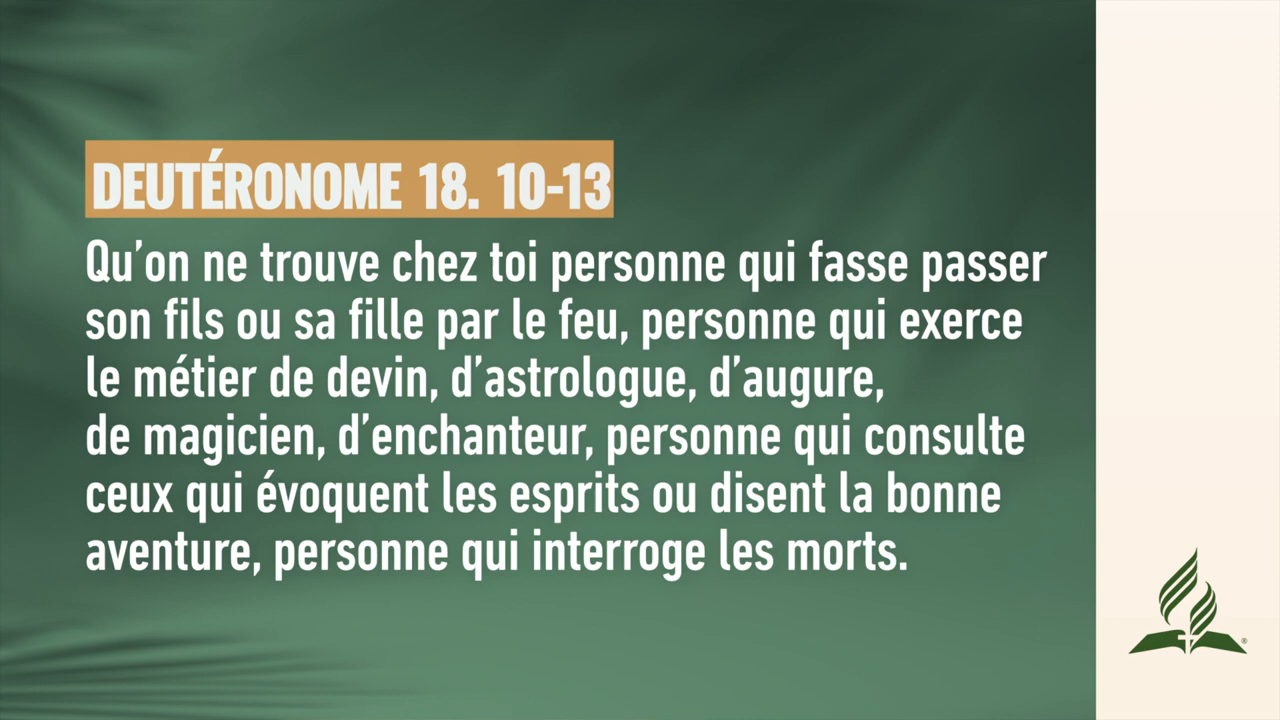 DEUTÉRONOME 18. 10-13
Qu’on ne trouve chez toi personne qui fasse passer
son fils ou sa fille par le feu, personne qui exerce
le métier de devin, d’astrologue, d’augure,
de magicien, d’enchanteur, personne qui consulte
ceux qui évoquent les esprits ou disent la bonne
aventure, personne qui interroge les morts.
®